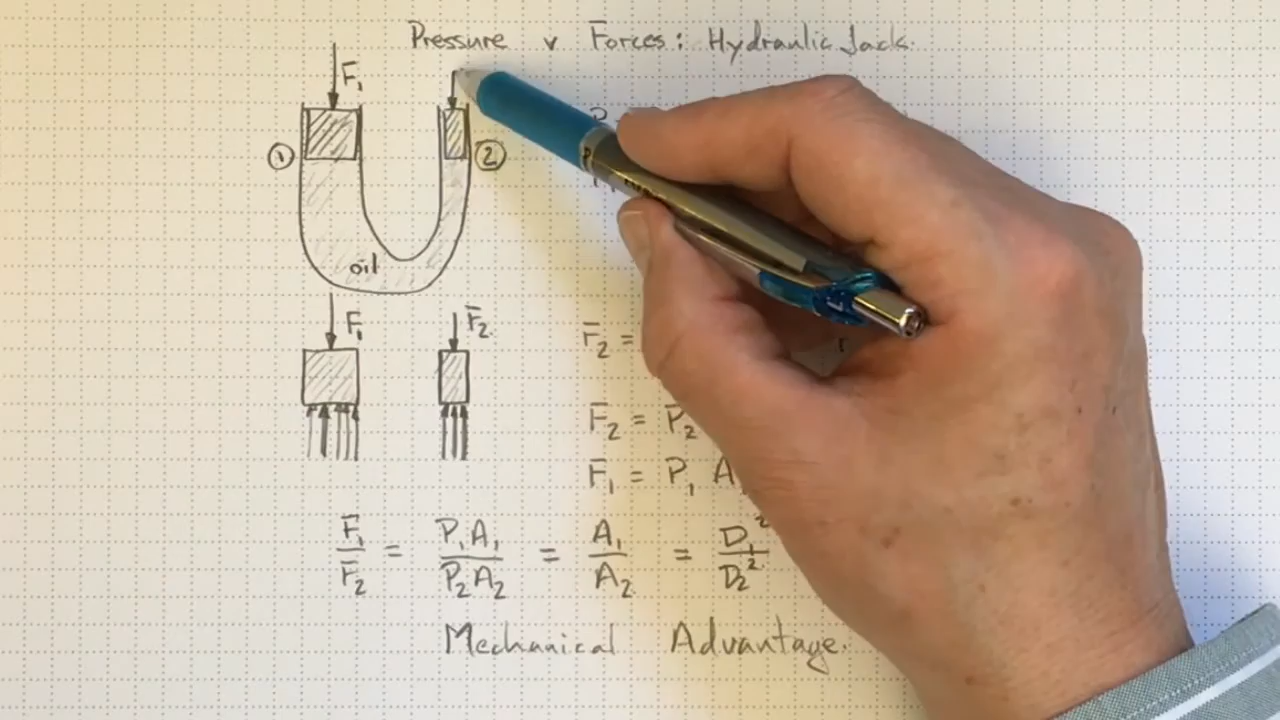 Pressure v Forces: Hydraulic Jack.
F₁
① ②
oil
F₁ F₂
F₂ =
F₂ = P₂
F₁ = P₁ A
F₁/F₂ = P₁A₁/P₂A₂ = A₁/A₂ = D₁²/D₂²
Mechanical Advantage.